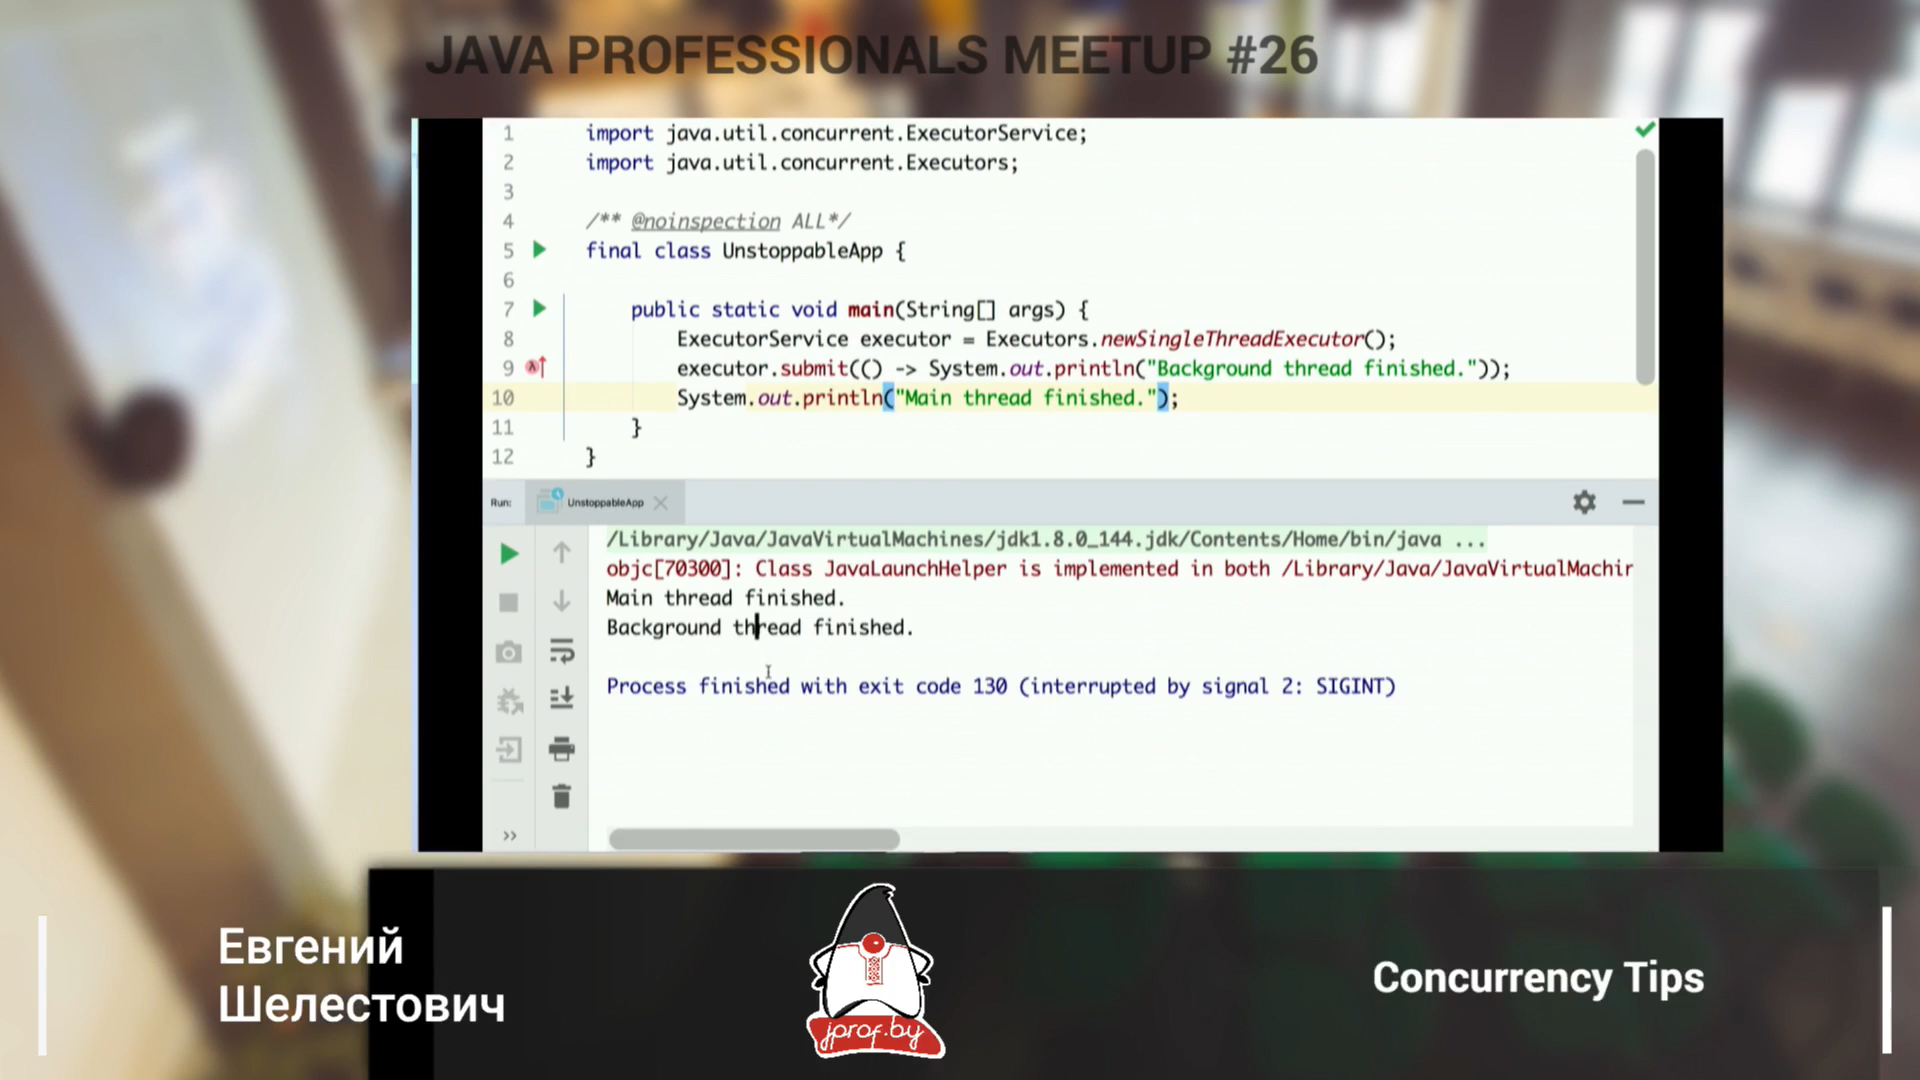 JAVA PROFESSIONALS MEETUP #26
1 import java.util.concurrent.ExecutorService;
2 import java.util.concurrent.Executors;
3
4 /** @noinspection ALL*/
5 final class UnstoppableApp {
6
7 public static void main(String[] args) {
8 ExecutorService executor = Executors.newSingleThreadExecutor();
9 executor.submit(() -> System.out.println("Background thread finished."));
10 System.out.println("Main thread finished.");
11 }
12 }
Run: UnstoppableApp
/Library/Java/JavaVirtualMachines/jdk1.8.0_144.jdk/Contents/Home/bin/java ...
objc[70300]: Class JavaLaunchHelper is implemented in both /Library/Java/JavaVirtualMachin
Main thread finished.
Background thread finished.
Process finished with exit code 130 (interrupted by signal 2: SIGINT)
Евгений
Шелестович
jprof.by
Concurrency Tips